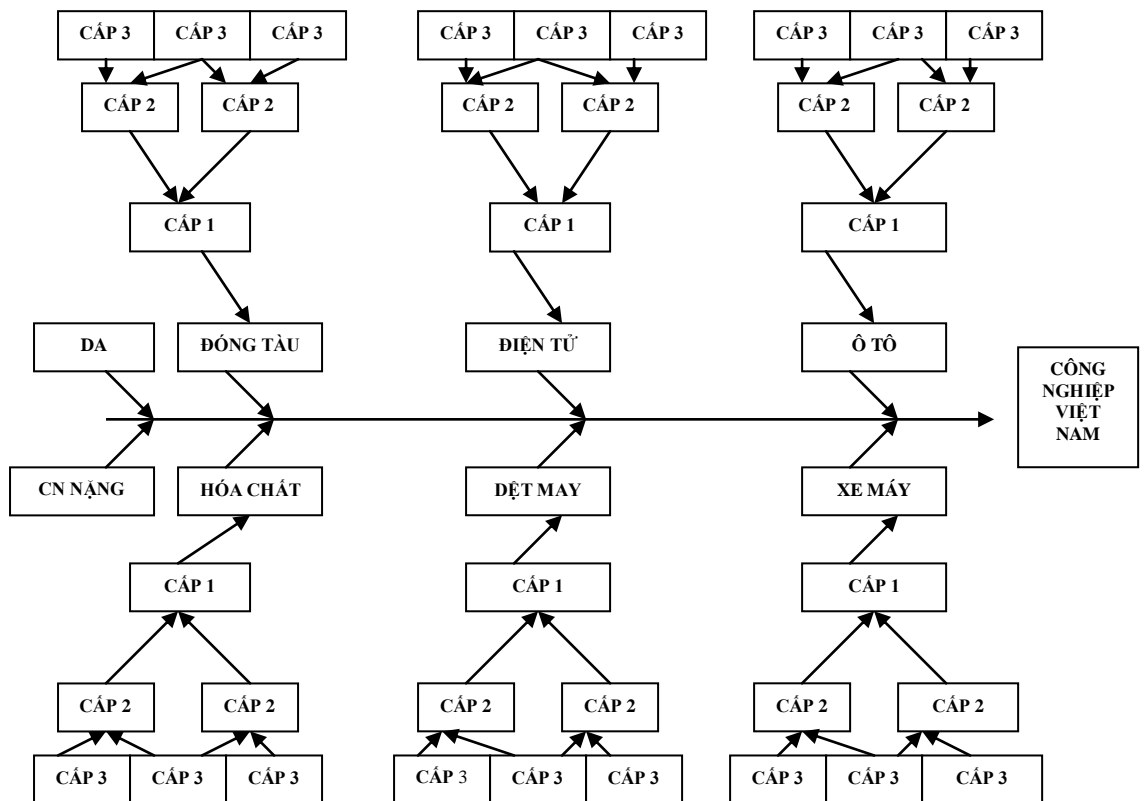 CẤP 3 CẤP 3 CẤP 3 CẤP 3 CẤP 3 CẤP 3 CẤP 3 CẤP 3 CẤP 3
CẤP 2 CẤP 2 CẤP 2 CẤP 2 CẤP 2 CẤP 2
CẤP 1 CẤP 1 CẤP 1
DA ĐÓNG TÀU ĐIỆN TỬ Ô TÔ
CÔNG
NGHIỆP
VIỆT
NAM
CN NẶNG HÓA CHẤT DỆT MAY XE MÁY
CẤP 1 CẤP 1 CẤP 1
CẤP 2 CẤP 2 CẤP 2 CẤP 2 CẤP 2 CẤP 2
CẤP 3 CẤP 3 CẤP 3 CẤP 3 CẤP 3 CẤP 3 CẤP 3 CẤP 3 CẤP 3